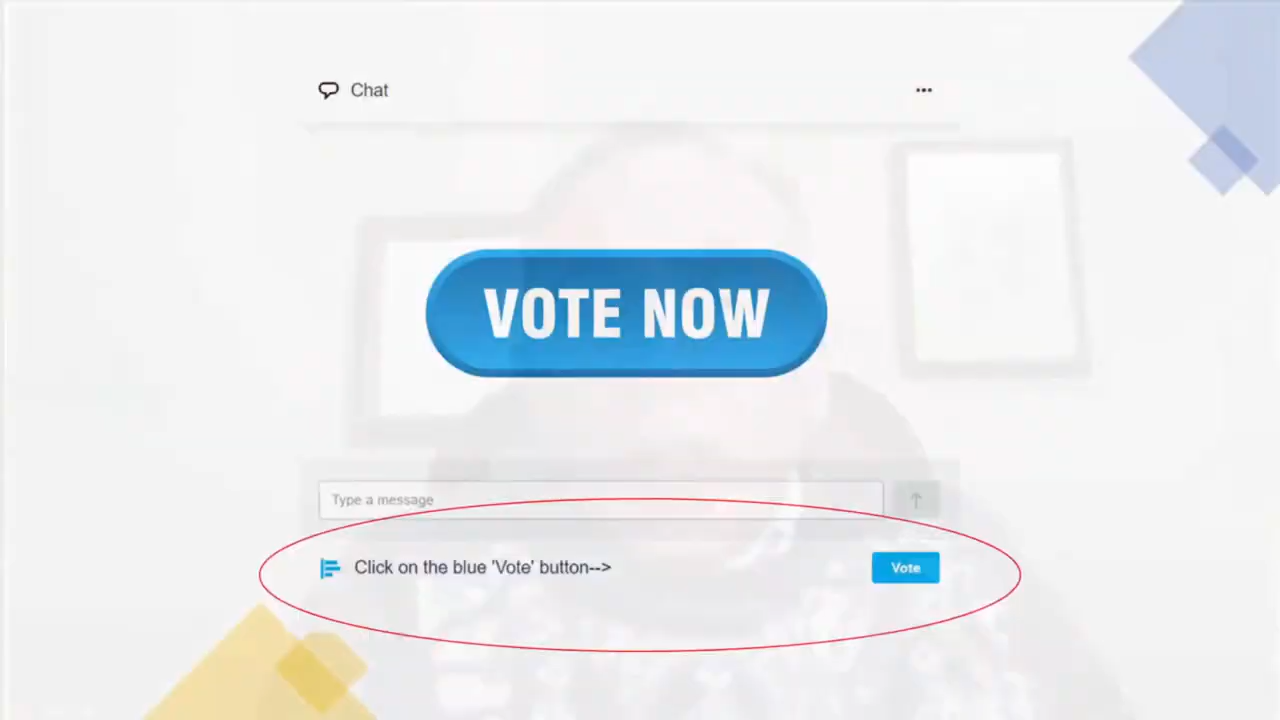 Chat
VOTE NOW
Type a message
Click on the blue 'Vote' button-->
Vote